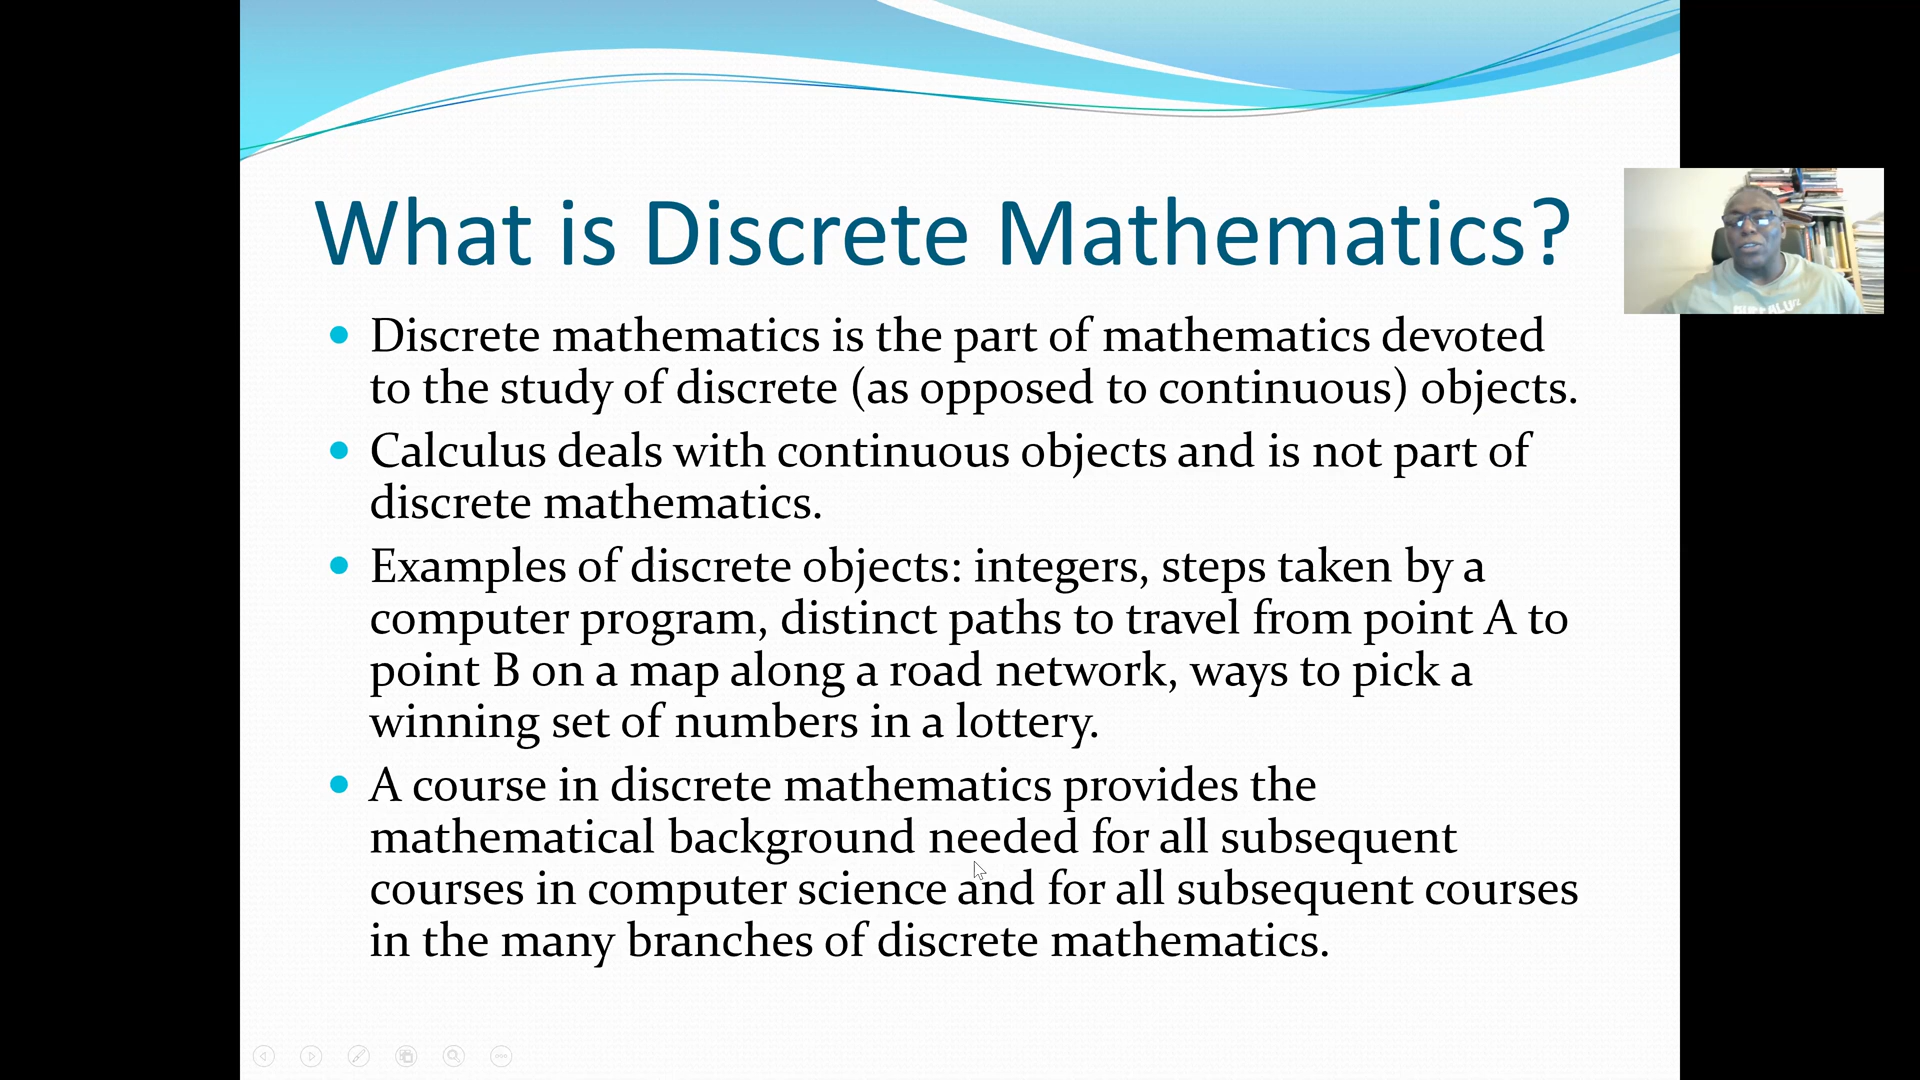 What is Discrete Mathematics?
• Discrete mathematics is the part of mathematics devoted
to the study of discrete (as opposed to continuous) objects.
• Calculus deals with continuous objects and is not part of
discrete mathematics.
• Examples of discrete objects: integers, steps taken by a
computer program, distinct paths to travel from point A to
point B on a map along a road network, ways to pick a
winning set of numbers in a lottery.
• A course in discrete mathematics provides the
mathematical background needed for all subsequent
courses in computer science and for all subsequent courses
in the many branches of discrete mathematics.